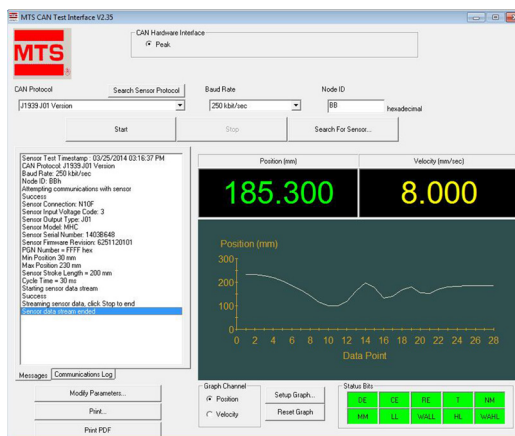 MTS CAN Test Interface V2.35
MTS
CAN Hardware Interface
Peak
CAN Protocol
Search Sensor Protocol
Baud Rate
Node ID
J1939 J01 Version
250 kbit/sec
BB
hexadecimal
Start
Stop
Search For Sensor...
Sensor Test Timestamp : 03/25/2014 03:16:37 PM
CAN Protocol: J1939 J01 Version
Baud Rate: 250 kbit/sec
Node ID: BBh
Attempting communications with sensor
Success
Sensor Connection: N10F
Sensor Input Voltage Code: 3
Sensor Output Type: J01
Sensor Model: MHC
Sensor Serial Number: 1403B648
Sensor Firmware Revision: 6251120101
PGN Number = FFFF hex
Min Position 30 mm
Max Position 230 mm
Sensor Stroke Length = 200 mm
Cycle Time = 30 ms
Starting sensor data stream
Success
Streaming sensor data, click Stop to end
Sensor data stream ended
Messages
Communications Log
Position (mm)
Velocity (mm/sec)
185.300
8.000
Position (mm)
300
200
100
0
0 2 4 6 8 10 12 14 16 18 20 22 24 26 28
Data Point
Modify Parameters...
Print...
Print PDF
Graph Channel
Position
Velocity
Setup Graph...
Reset Graph
Status Bits
DE CE RE T NM
MM LL WALL HL WAHL